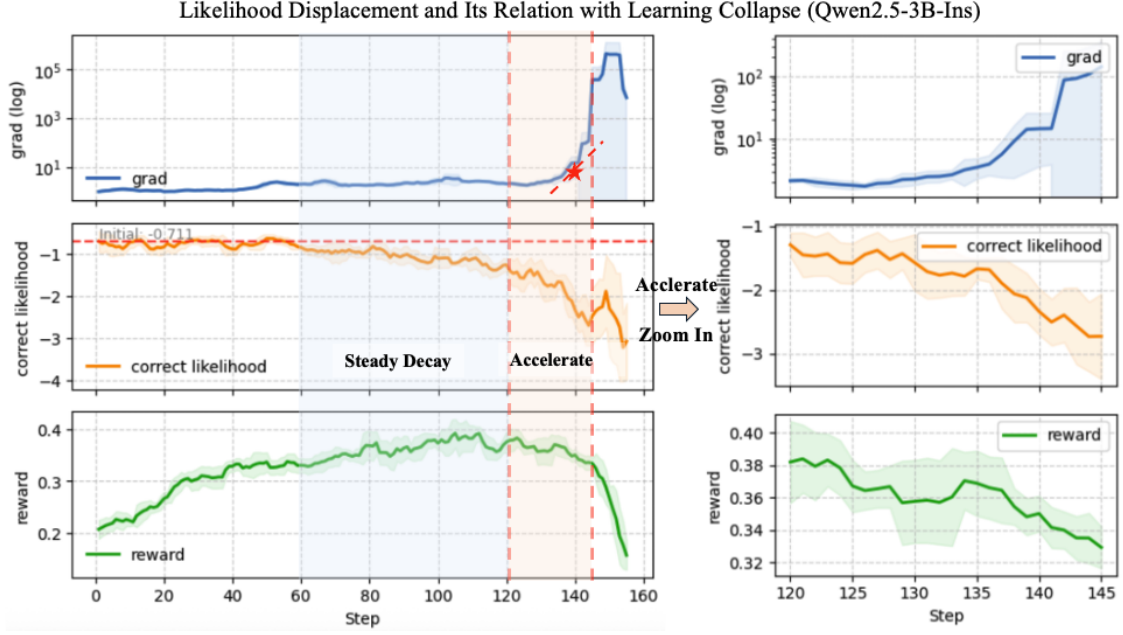 Likelihood Displacement and Its Relation with Learning Collapse (Qwen2.5-3B-Ins)
grad (log)
10^5
10^3
10^1
grad
correct likelihood
−1
−2
−3
−4
Initial: -0.711
correct likelihood
Steady Decay
Accelerate
reward
0.4
0.3
0.2
reward
0 20 40 60 80 100 120 140 160
Step
Acclerate
Zoom In
grad (log)
10^2
10^1
grad
correct likelihood
−1
−2
−3
correct likelihood
reward
0.40
0.38
0.36
0.34
0.32
reward
120 125 130 135 140 145
Step